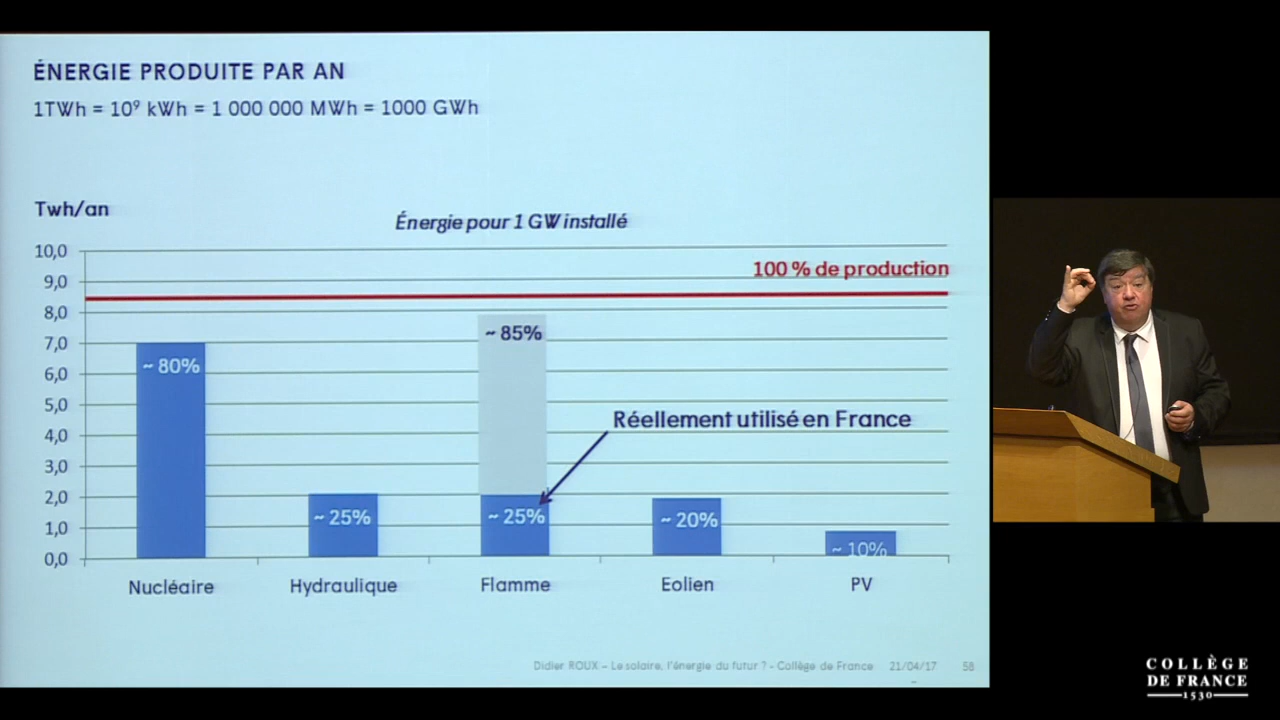 ÉNERGIE PRODUITE PAR AN
1TWh = 10⁹ kWh = 1 000 000 MWh = 1000 GWh
Twh/an
Énergie pour 1 GW installé
10,0
9,0
8,0
7,0
6,0
5,0
4,0
3,0
2,0
1,0
0,0
100 % de production
~ 80%
~ 85%
Réellement utilisé en France
~ 25%
~ 25%
~ 20%
~ 10%
Nucléaire
Hydraulique
Flamme
Eolien
PV
Didier ROUX – Le solaire, l'énergie du futur ? - Collège de France 21/04/17 58
COLLÈGE
DE FRANCE
1530